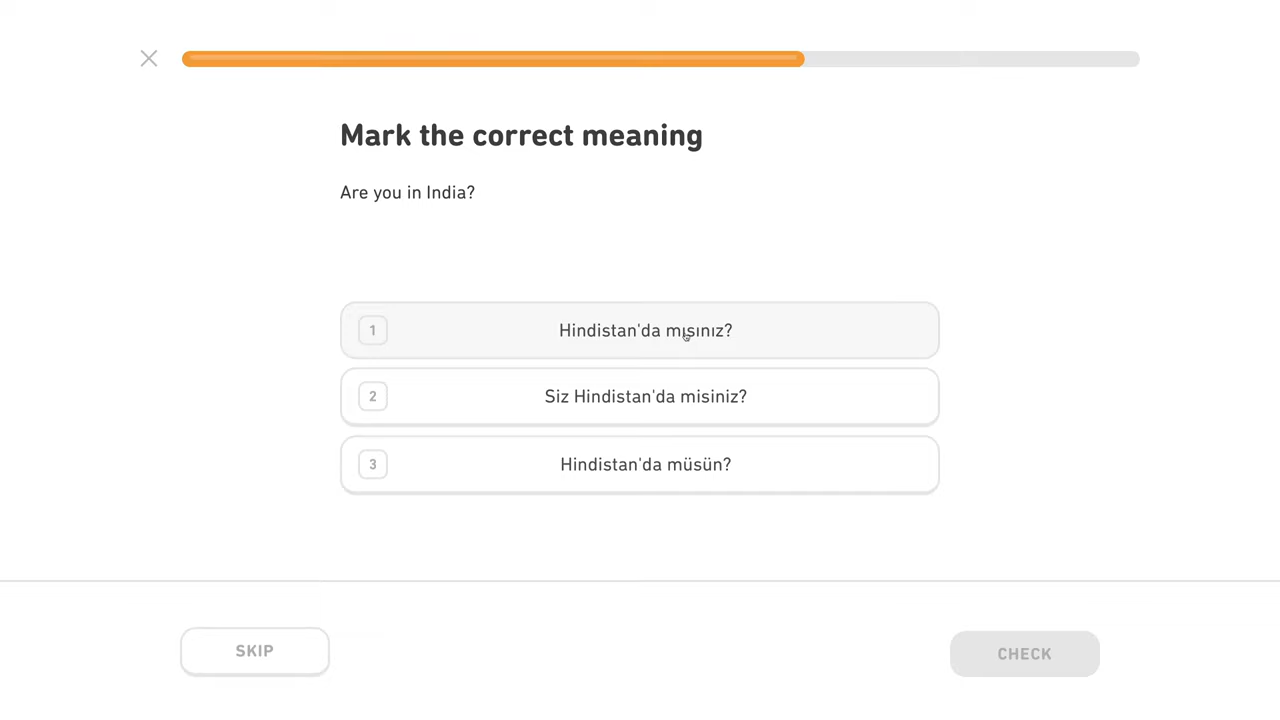 Mark the correct meaning
Are you in India?
1 Hindistan'da mısınız?
2 Siz Hindistan'da misiniz?
3 Hindistan'da müsün?
SKIP
CHECK